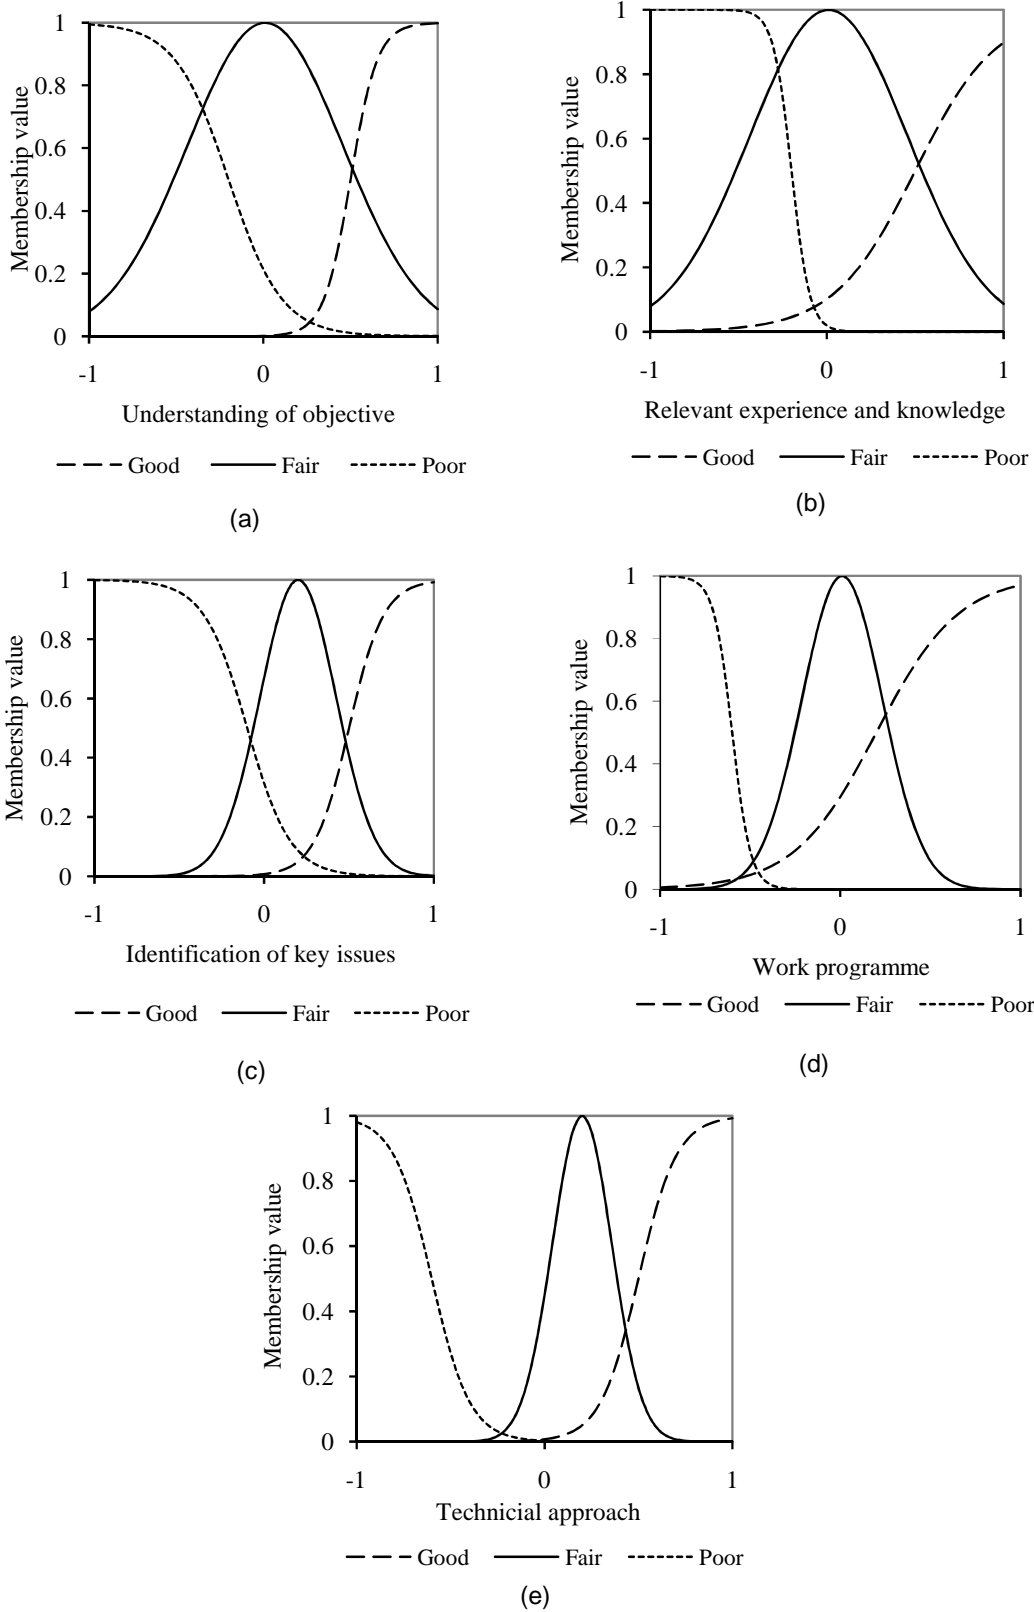 1
0.8
0.6
0.4
0.2
0
Membership value
-1 0 1
Understanding of objective
Good Fair Poor
(a)
1
0.8
0.6
0.4
0.2
0
Membership value
-1 0 1
Relevant experience and knowledge
Good Fair Poor
(b)
1
0.8
0.6
0.4
0.2
0
Membership value
-1 0 1
Identification of key issues
Good Fair Poor
(c)
1
0.8
0.6
0.4
0.2
0
Membership value
-1 0 1
Work programme
Good Fair Poor
(d)
1
0.8
0.6
0.4
0.2
0
Membership value
-1 0 1
Technicial approach
Good Fair Poor
(e)